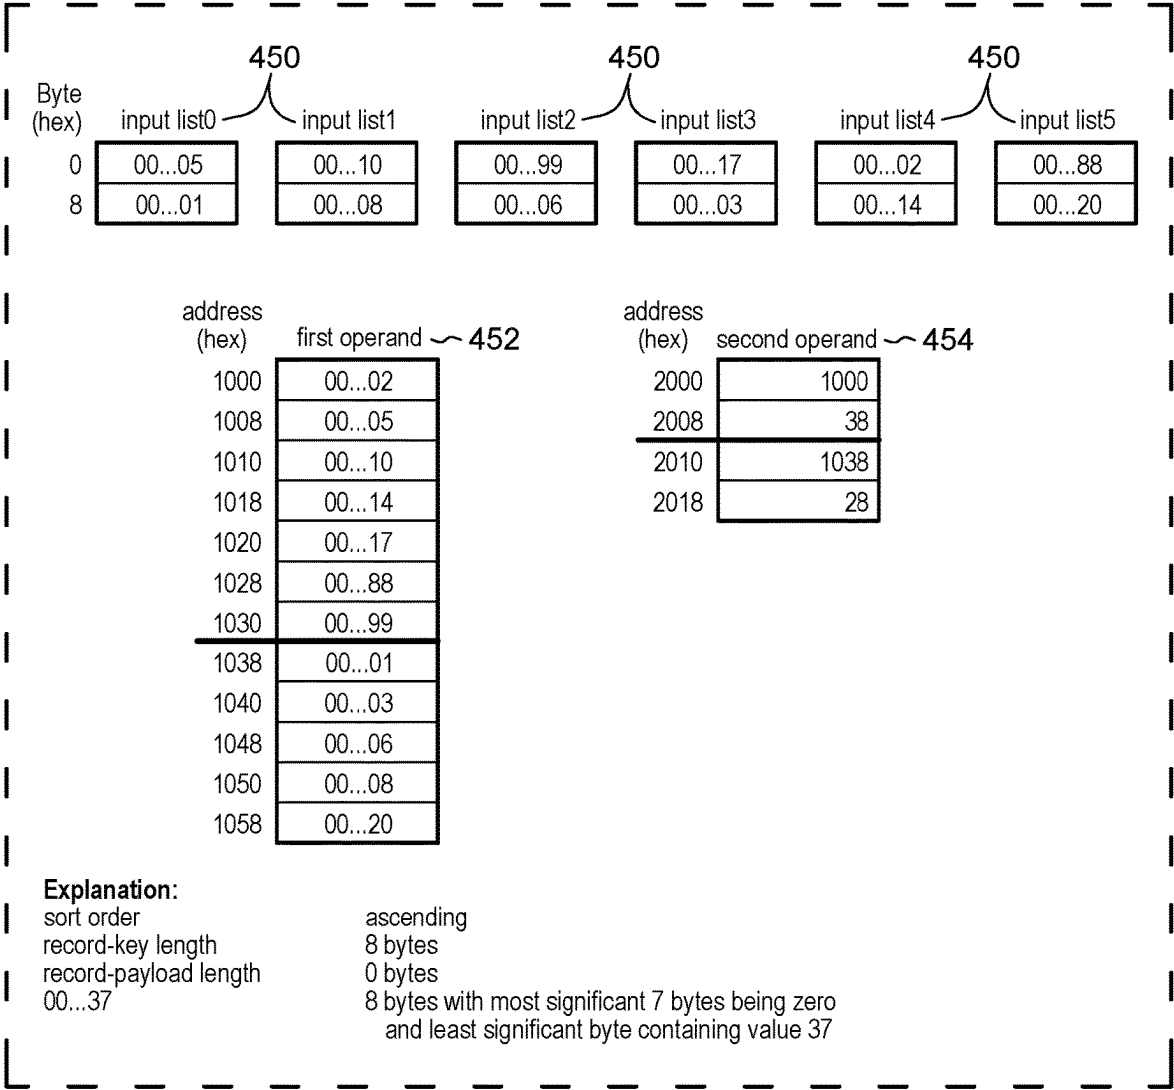 450 450 450
Byte (hex) input list0 input list1 input list2 input list3 input list4 input list5
0 00...05 00...10 00...99 00...17 00...02 00...88
8 00...01 00...08 00...06 00...03 00...14 00...20
address (hex) first operand 452
1000 00...02
1008 00...05
1010 00...10
1018 00...14
1020 00...17
1028 00...88
1030 00...99
1038 00...01
1040 00...03
1048 00...06
1050 00...08
1058 00...20
address (hex) second operand 454
2000 1000
2008 38
2010 1038
2018 28
Explanation:
sort order ascending
record-key length 8 bytes
record-payload length 0 bytes
00...37 8 bytes with most significant 7 bytes being zero
and least significant byte containing value 37